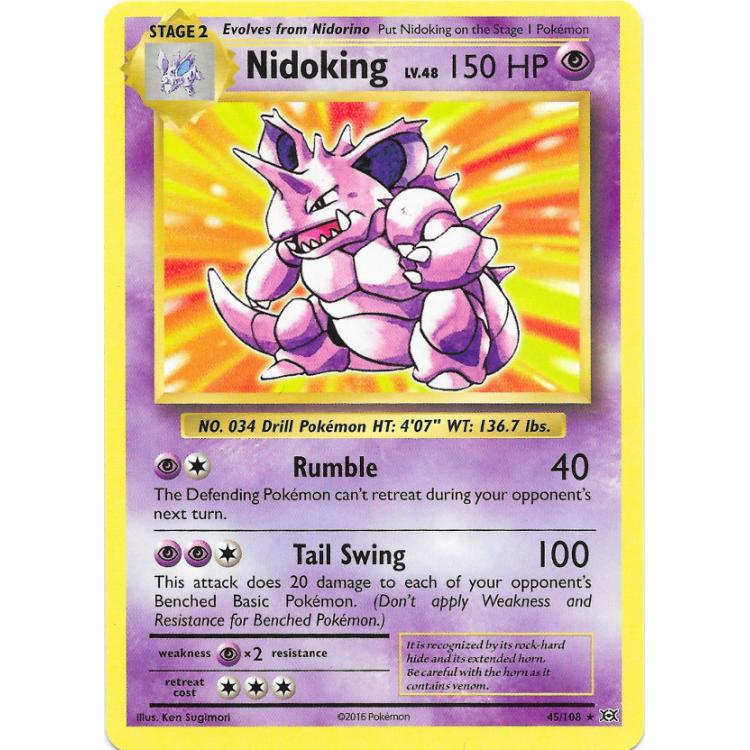 STAGE 2
Evolves from Nidorino Put Nidoking on the Stage 1 Pokémon
Nidoking LV.48 150 HP
NO. 034 Drill Pokémon HT: 4'07" WT: 136.7 lbs.
Rumble 40
The Defending Pokémon can't retreat during your opponent's
next turn.
Tail Swing 100
This attack does 20 damage to each of your opponent's
Benched Basic Pokémon. (Don't apply Weakness and
Resistance for Benched Pokémon.)
weakness ×2 resistance
retreat
cost
It is recognized by its rock-hard
hide and its extended horn.
Be careful with the horn as it
contains venom.
Illus. Ken Sugimori ©2016 Pokémon 45/108 ★